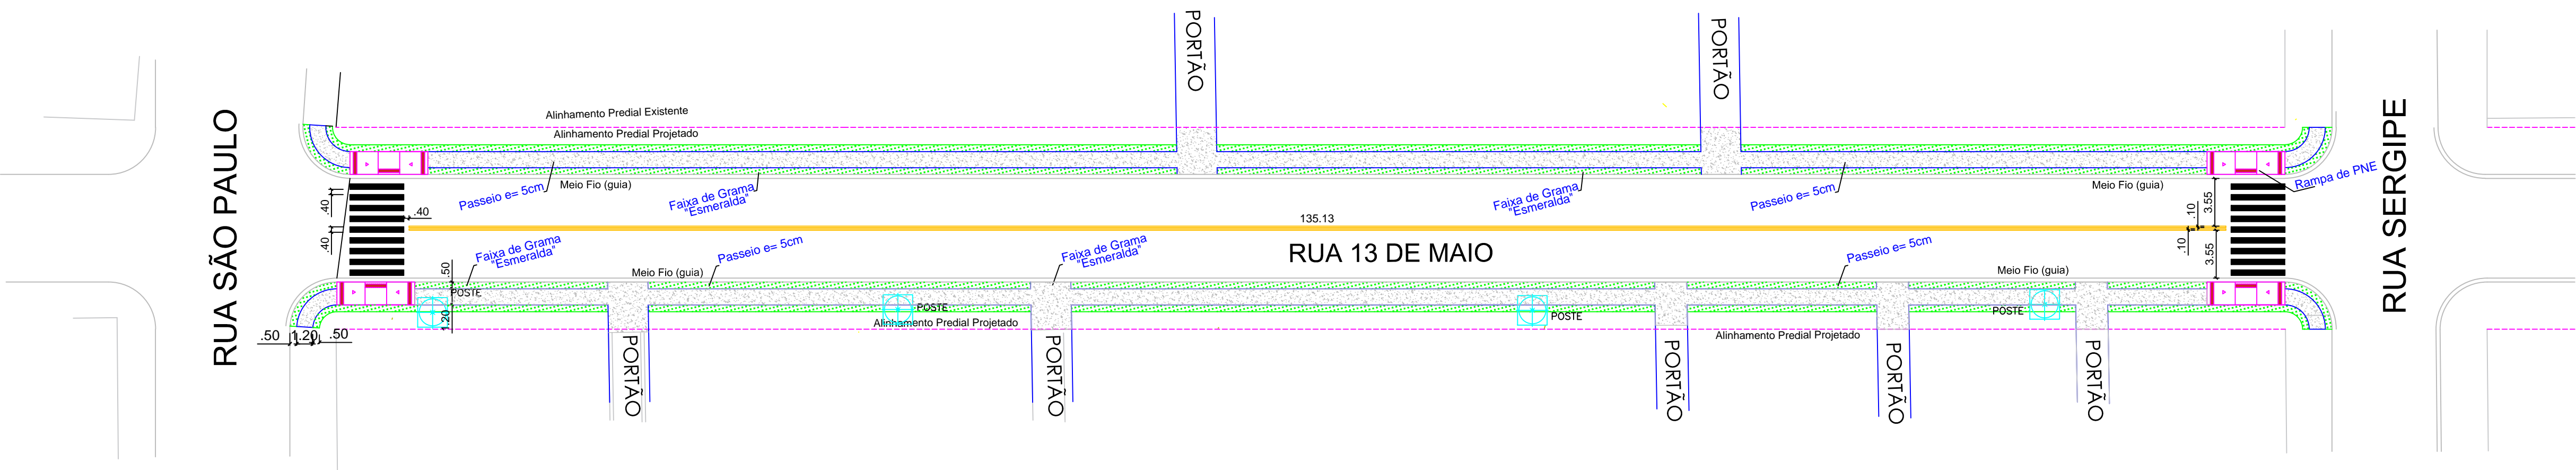 RUA SÃO PAULO
PORTÃO
PORTÃO
RUA SERGIPE
Alinhamento Predial Existente
Alinhamento Predial Projetado
Passeio e= 5cm
Meio Fio (guia)
Faixa de Grama
"Esmeralda"
Faixa de Grama
"Esmeralda"
Passeio e= 5cm
Meio Fio (guia)
Rampa de PNE
.40
.40
.40
135.13
.10
3.55
.10
3.55
RUA 13 DE MAIO
Faixa de Grama
"Esmeralda"
Passeio e= 5cm
Meio Fio (guia)
Faixa de Grama
"Esmeralda"
Passeio e= 5cm
Meio Fio (guia)
.50
POSTE
1.20
POSTE
POSTE
POSTE
Alinhamento Predial Projetado
Alinhamento Predial Projetado
.50
1.20
.50
PORTÃO
PORTÃO
PORTÃO
PORTÃO
PORTÃO